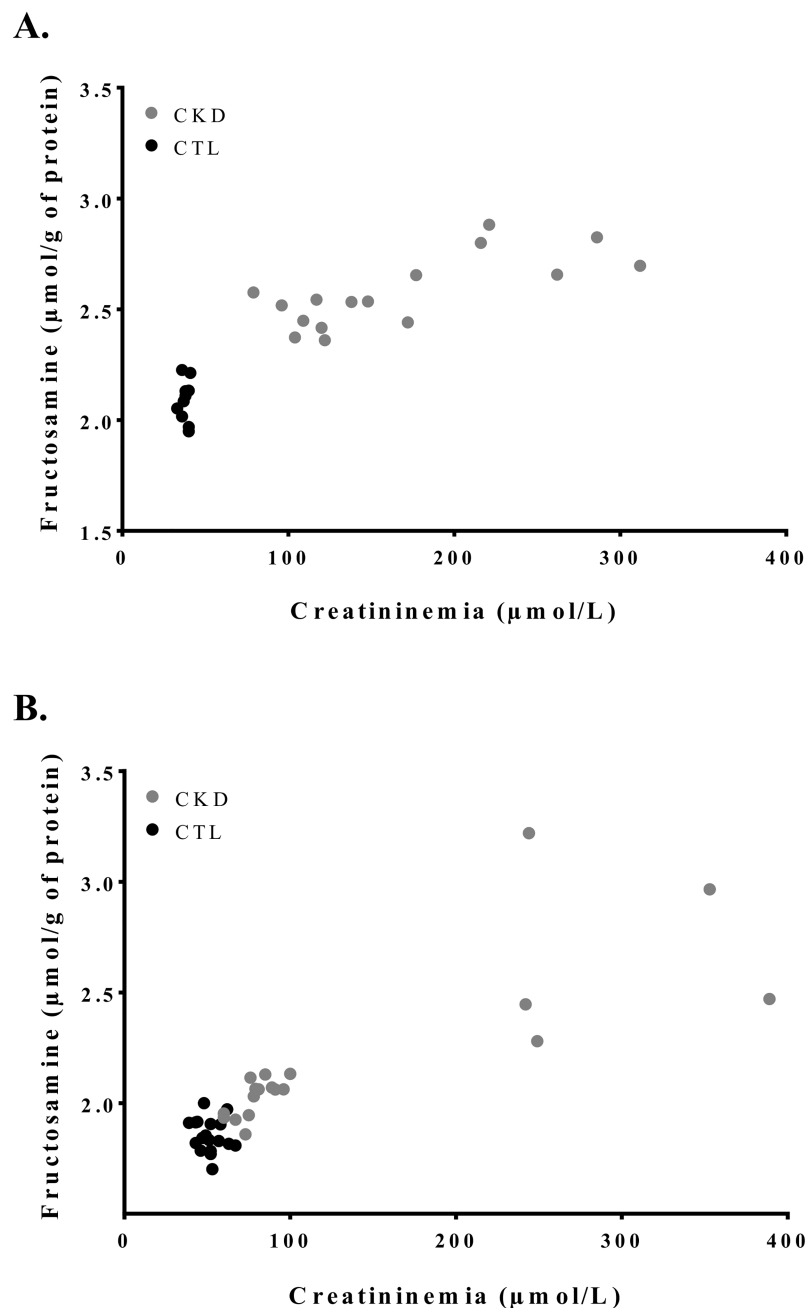 A.
Fructosamine (µmol/g of protein)
3.5
3.0
2.5
2.0
1.5
CKD
CTL
0 100 200 300 400
Creatininemia (µmol/L)
B.
Fructosamine (µmol/g of protein)
3.5
3.0
2.5
2.0
CKD
CTL
0 100 200 300 400
Creatininemia (µmol/L)